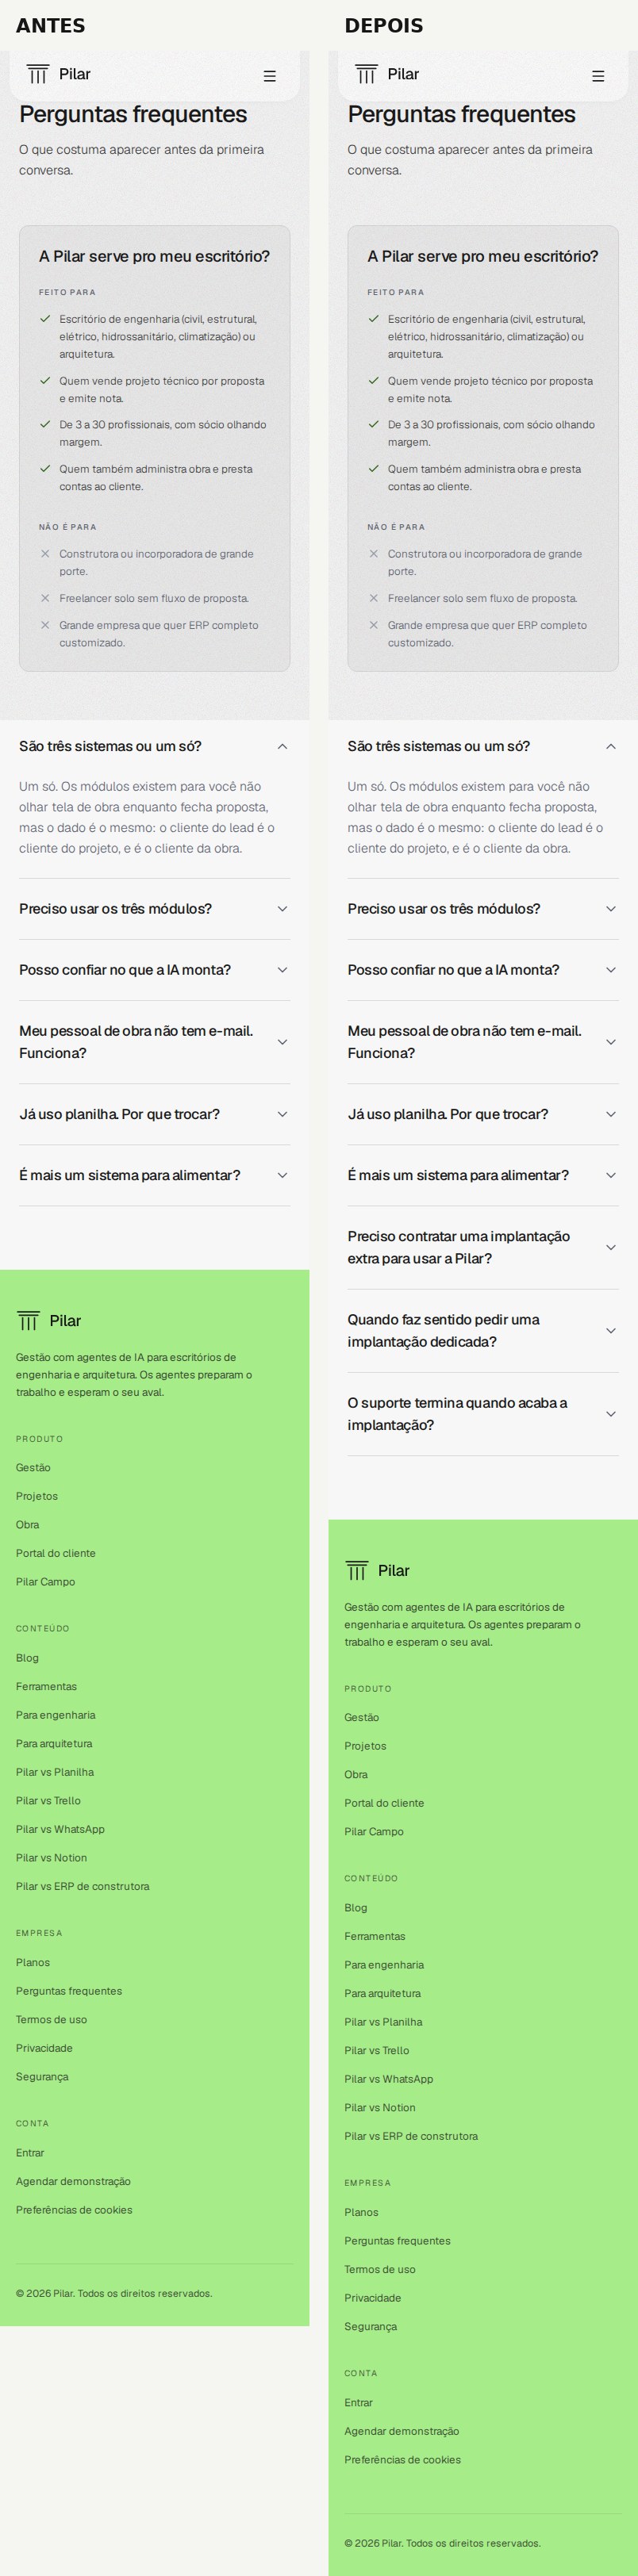 ANTES
Pilar
Perguntas frequentes
O que costuma aparecer antes da primeira
conversa.
A Pilar serve pro meu escritório?
FEITO PARA
Escritório de engenharia (civil, estrutural,
elétrico, hidrossanitário, climatização) ou
arquitetura.
Quem vende projeto técnico por proposta
e emite nota.
De 3 a 30 profissionais, com sócio olhando
margem.
Quem também administra obra e presta
contas ao cliente.
NÃO É PARA
Construtora ou incorporadora de grande
porte.
Freelancer solo sem fluxo de proposta.
Grande empresa que quer ERP completo
customizado.
São três sistemas ou um só?
Um só. Os módulos existem para você não
olhar tela de obra enquanto fecha proposta,
mas o dado é o mesmo: o cliente do lead é o
cliente do projeto, e é o cliente da obra.
Preciso usar os três módulos?
Posso confiar no que a IA monta?
Meu pessoal de obra não tem e-mail.
Funciona?
Já uso planilha. Por que trocar?
É mais um sistema para alimentar?
Pilar
Gestão com agentes de IA para escritórios de
engenharia e arquitetura. Os agentes preparam o
trabalho e esperam o seu aval.
PRODUTO
Gestão
Projetos
Obra
Portal do cliente
Pilar Campo
CONTEÚDO
Blog
Ferramentas
Para engenharia
Para arquitetura
Pilar vs Planilha
Pilar vs Trello
Pilar vs WhatsApp
Pilar vs Notion
Pilar vs ERP de construtora
EMPRESA
Planos
Perguntas frequentes
Termos de uso
Privacidade
Segurança
CONTA
Entrar
Agendar demonstração
Preferências de cookies
© 2026 Pilar. Todos os direitos reservados.
DEPOIS
Pilar
Perguntas frequentes
O que costuma aparecer antes da primeira
conversa.
A Pilar serve pro meu escritório?
FEITO PARA
Escritório de engenharia (civil, estrutural,
elétrico, hidrossanitário, climatização) ou
arquitetura.
Quem vende projeto técnico por proposta
e emite nota.
De 3 a 30 profissionais, com sócio olhando
margem.
Quem também administra obra e presta
contas ao cliente.
NÃO É PARA
Construtora ou incorporadora de grande
porte.
Freelancer solo sem fluxo de proposta.
Grande empresa que quer ERP completo
customizado.
São três sistemas ou um só?
Um só. Os módulos existem para você não
olhar tela de obra enquanto fecha proposta,
mas o dado é o mesmo: o cliente do lead é o
cliente do projeto, e é o cliente da obra.
Preciso usar os três módulos?
Posso confiar no que a IA monta?
Meu pessoal de obra não tem e-mail.
Funciona?
Já uso planilha. Por que trocar?
É mais um sistema para alimentar?
Preciso contratar uma implantação
extra para usar a Pilar?
Quando faz sentido pedir uma
implantação dedicada?
O suporte termina quando acaba a
implantação?
Pilar
Gestão com agentes de IA para escritórios de
engenharia e arquitetura. Os agentes preparam o
trabalho e esperam o seu aval.
PRODUTO
Gestão
Projetos
Obra
Portal do cliente
Pilar Campo
CONTEÚDO
Blog
Ferramentas
Para engenharia
Para arquitetura
Pilar vs Planilha
Pilar vs Trello
Pilar vs WhatsApp
Pilar vs Notion
Pilar vs ERP de construtora
EMPRESA
Planos
Perguntas frequentes
Termos de uso
Privacidade
Segurança
CONTA
Entrar
Agendar demonstração
Preferências de cookies
© 2026 Pilar. Todos os direitos reservados.